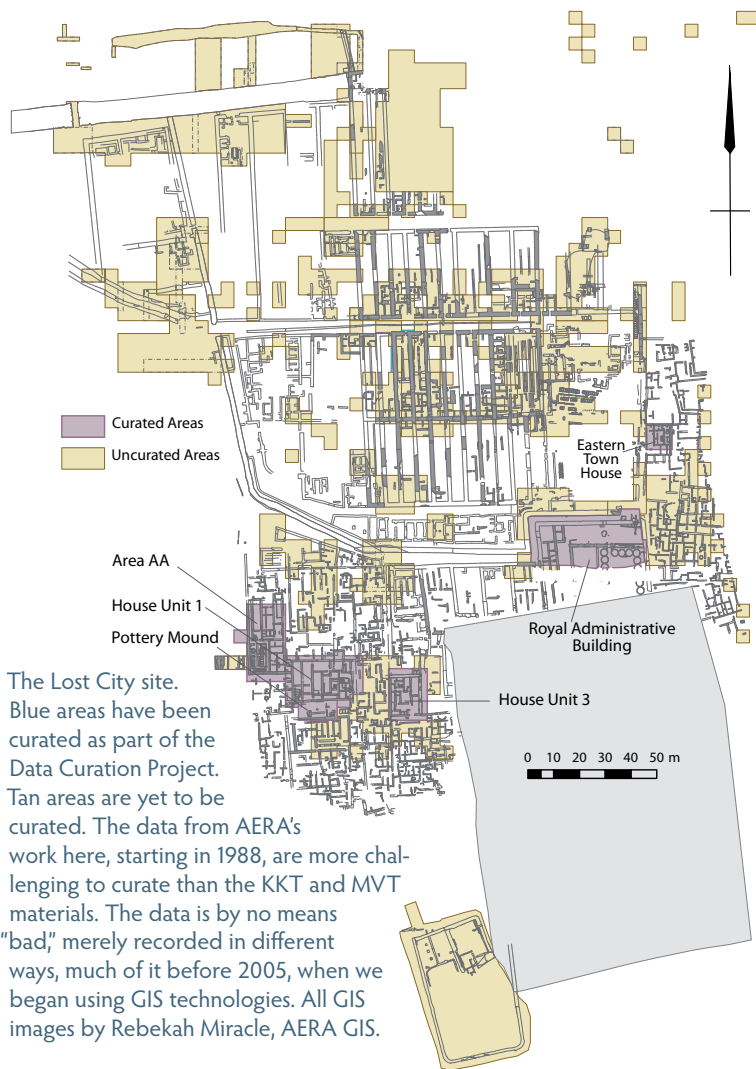 Curated Areas
Uncurated Areas
Eastern
Town
House
Area AA
House Unit 1
Pottery Mound
Royal Administrative
Building
House Unit 3
0 10 20 30 40 50 m
The Lost City site.
Blue areas have been
curated as part of the
Data Curation Project.
Tan areas are yet to be
curated. The data from AERA’s
work here, starting in 1988, are more chal-
lenging to curate than the KKT and MVT
materials. The data is by no means
“bad,” merely recorded in different
ways, much of it before 2005, when we
began using GIS technologies. All GIS
images by Rebekah Miracle, AERA GIS.